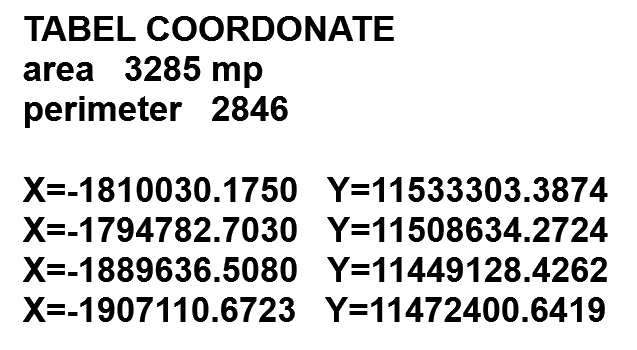 TABEL COORDONATE
area 3285 mp
perimeter 2846
X=-1810030.1750 Y=11533303.3874
X=-1794782.7030 Y=11508634.2724
X=-1889636.5080 Y=11449128.4262
X=-1907110.6723 Y=11472400.6419